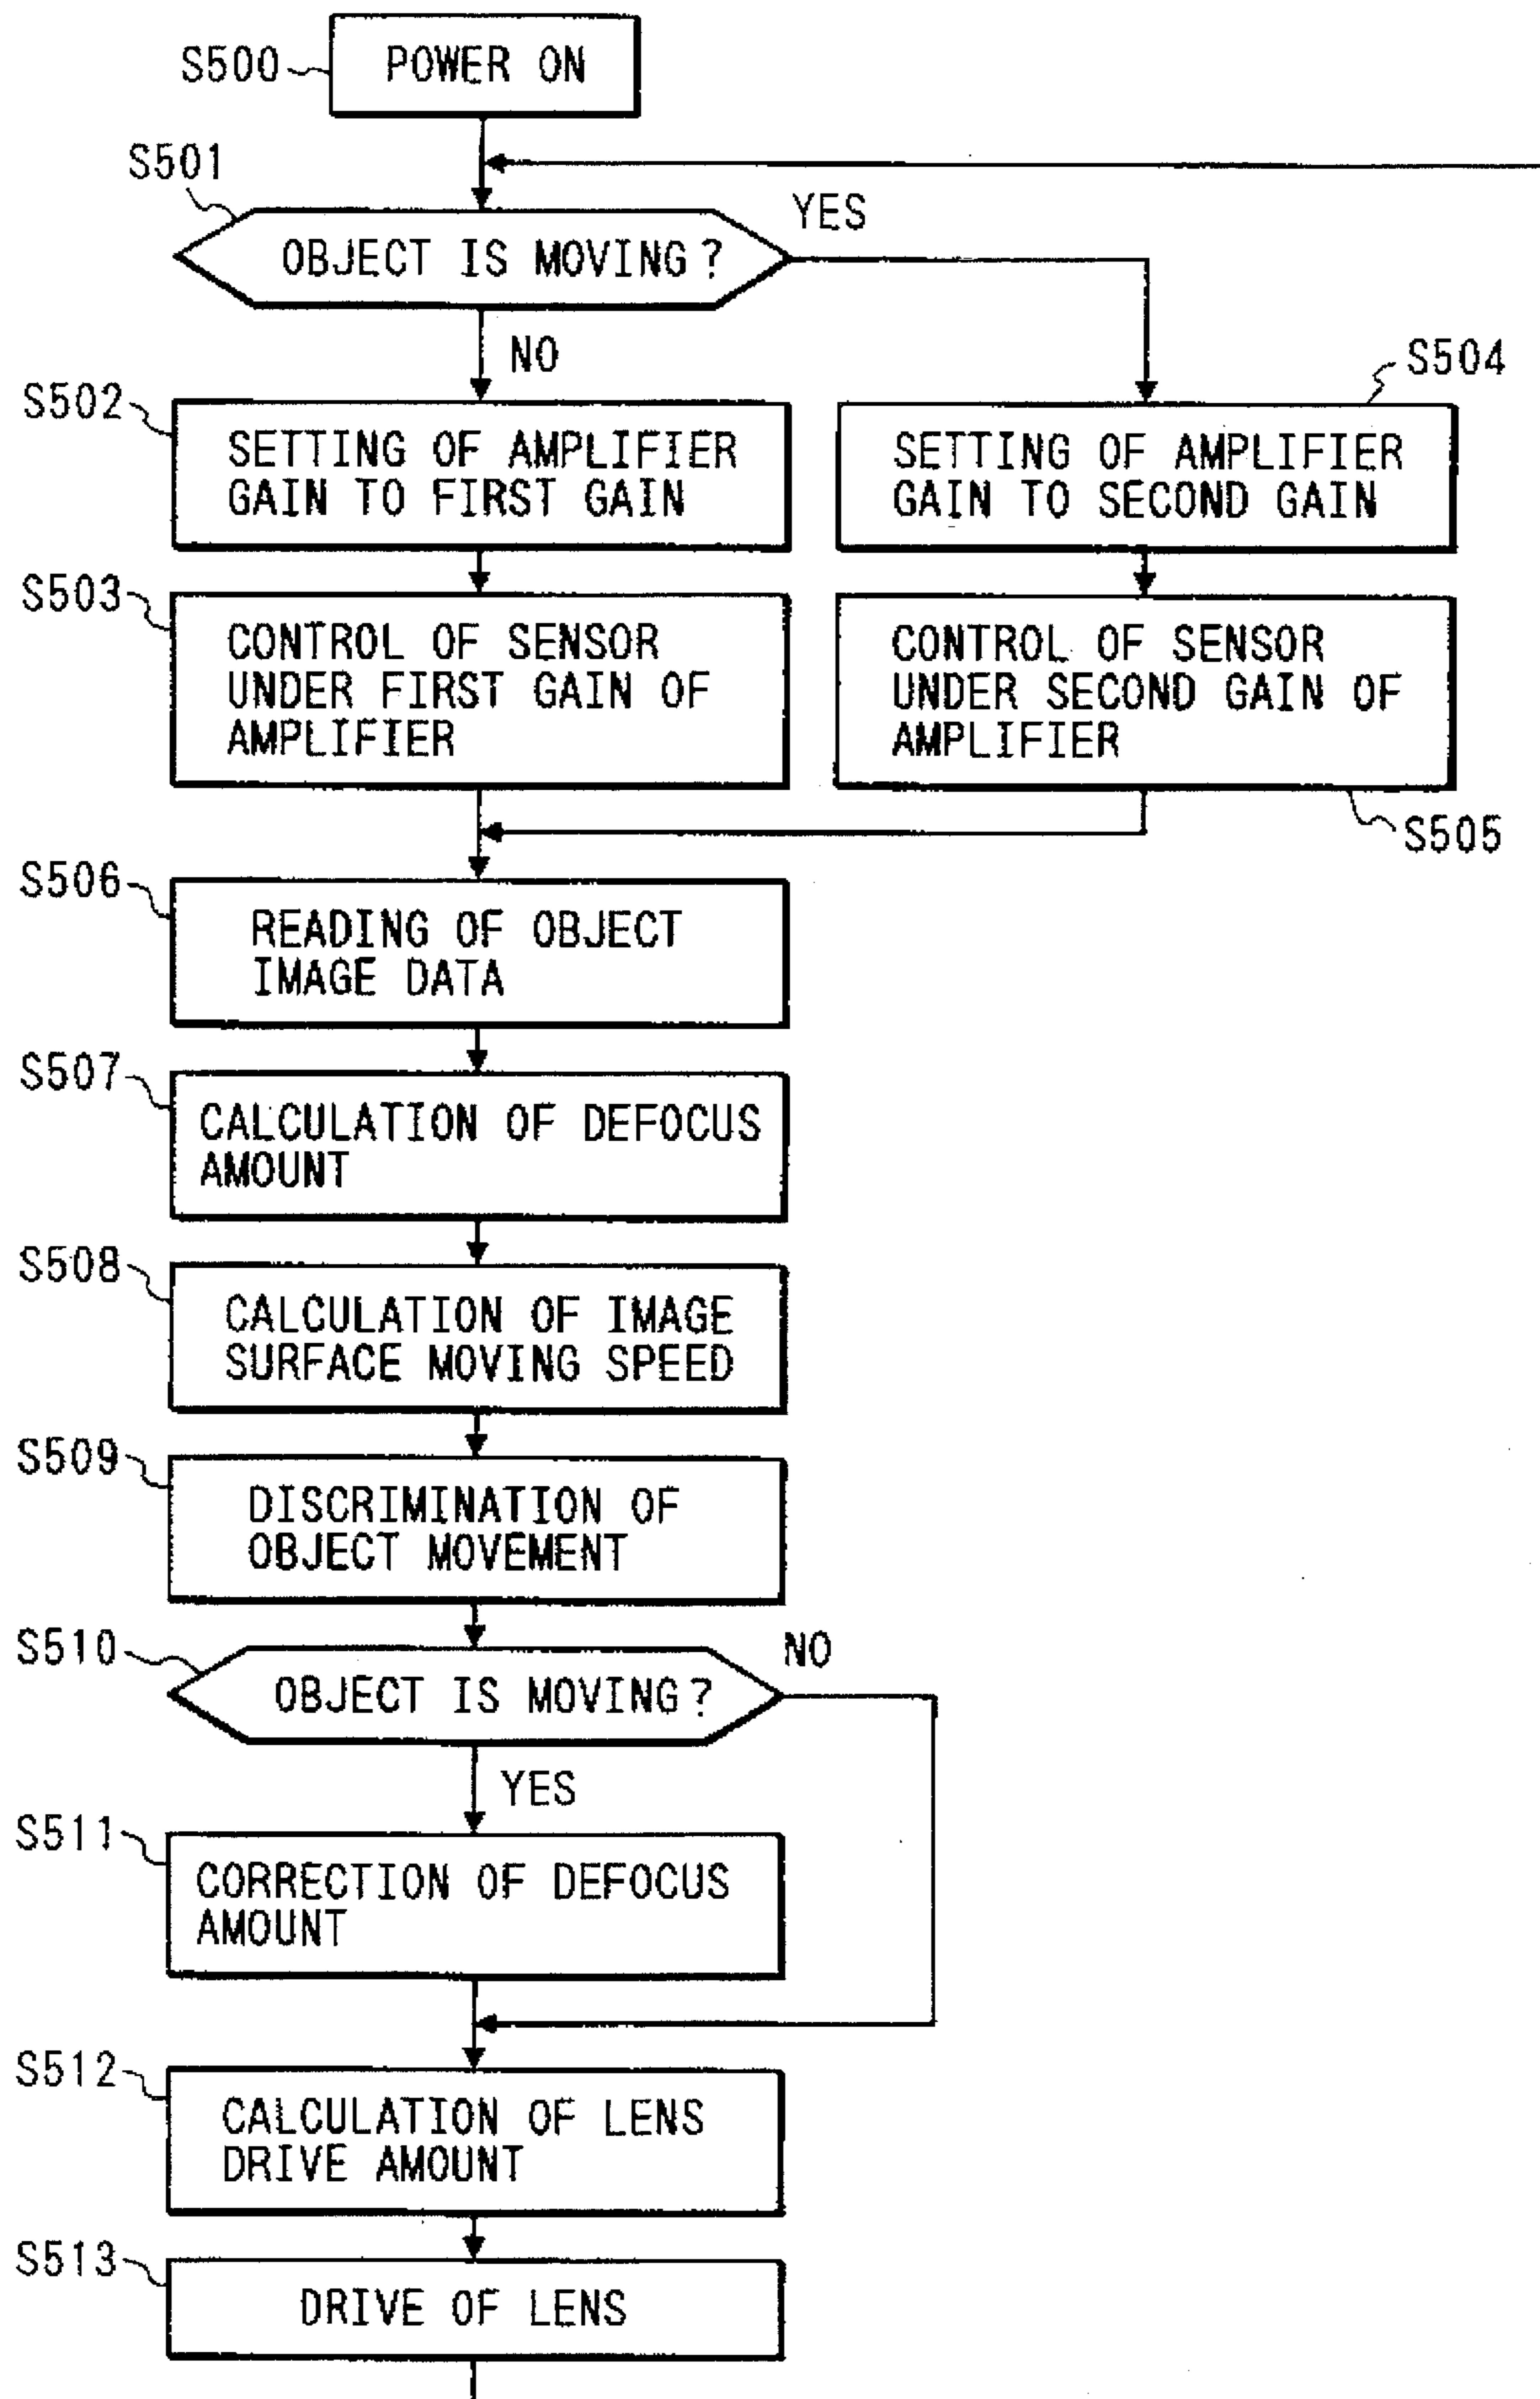 S500
POWER ON
S501
OBJECT IS MOVING?
YES
NO
S502
SETTING OF AMPLIFIER
GAIN TO FIRST GAIN
S504
SETTING OF AMPLIFIER
GAIN TO SECOND GAIN
S503
CONTROL OF SENSOR
UNDER FIRST GAIN OF
AMPLIFIER
CONTROL OF SENSOR
UNDER SECOND GAIN OF
AMPLIFIER
S505
S506
READING OF OBJECT
IMAGE DATA
S507
CALCULATION OF DEFOCUS
AMOUNT
S508
CALCULATION OF IMAGE
SURFACE MOVING SPEED
S509
DISCRIMINATION OF
OBJECT MOVEMENT
S510
OBJECT IS MOVING?
NO
YES
S511
CORRECTION OF DEFOCUS
AMOUNT
S512
CALCULATION OF LENS
DRIVE AMOUNT
S513
DRIVE OF LENS